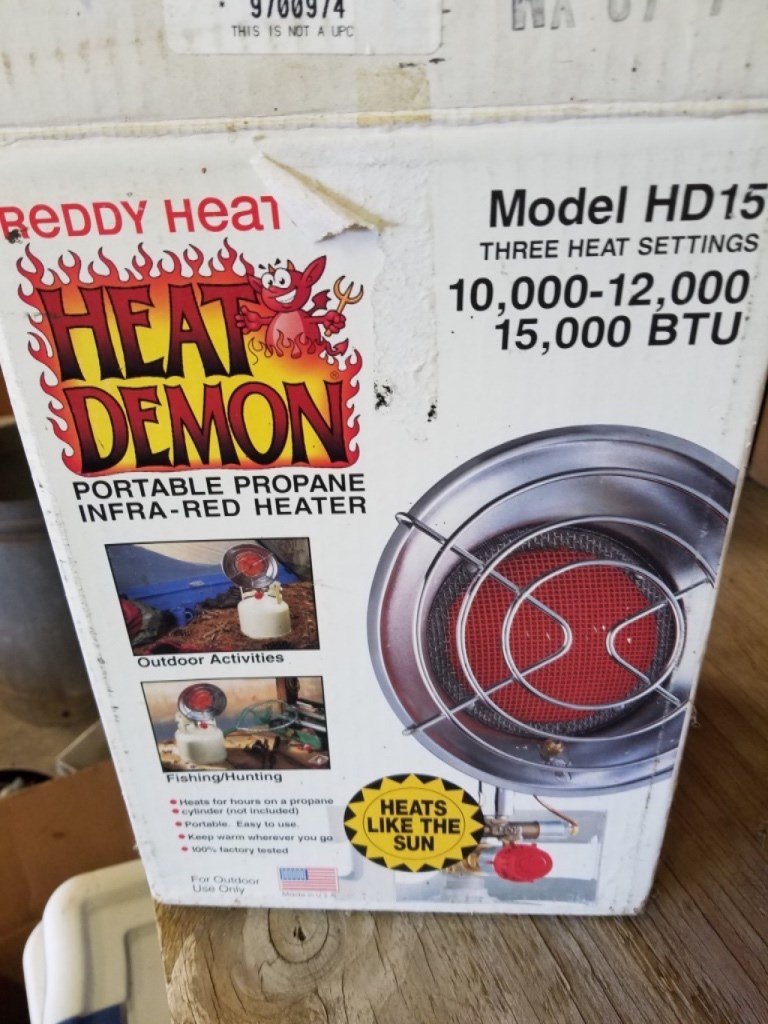 9700974
THIS IS NOT A UPC
REDDY HEAT
Model HD15
THREE HEAT SETTINGS
10,000-12,000
15,000 BTU
HEAT
DEMON
®
PORTABLE PROPANE
INFRA-RED HEATER
Outdoor Activities
Fishing/Hunting
• Heats for hours on a propane
• cylinder (not included)
• Portable. Easy to use.
• Keep warm wherever you go
• 100% factory tested
HEATS
LIKE THE
SUN
For Outdoor
Use Only
Made in U.S.A.